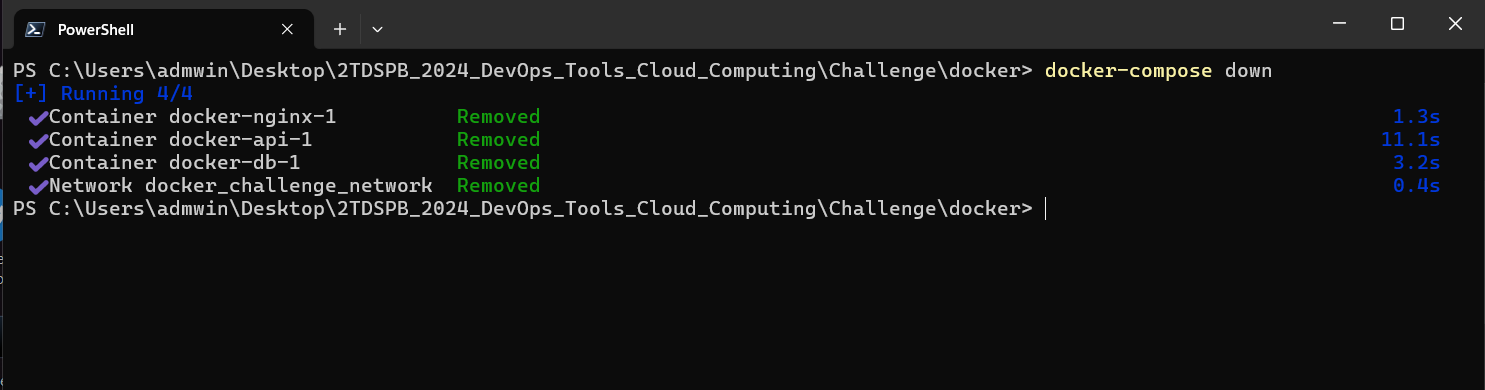 PowerShell
PS C:\Users\admwin\Desktop\2TDSPB_2024_DevOps_Tools_Cloud_Computing\Challenge\docker> docker-compose down
[+] Running 4/4
✔Container docker-nginx-1 Removed 1.3s
✔Container docker-api-1 Removed 11.1s
✔Container docker-db-1 Removed 3.2s
✔Network docker_challenge_network Removed 0.4s
PS C:\Users\admwin\Desktop\2TDSPB_2024_DevOps_Tools_Cloud_Computing\Challenge\docker>